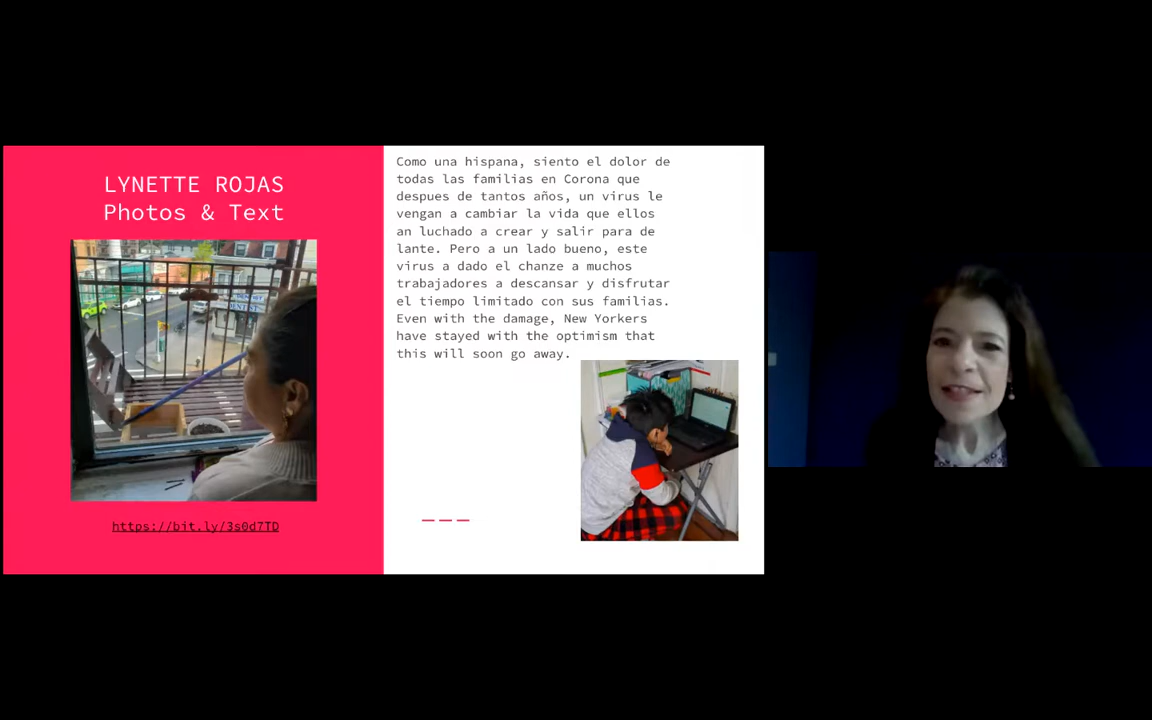 LYNETTE ROJAS
Photos & Text
https://bit.ly/3s0d7TD
Como una hispana, siento el dolor de
todas las familias en Corona que
despues de tantos años, un virus le
vengan a cambiar la vida que ellos
an luchado a crear y salir para de
lante. Pero a un lado bueno, este
virus a dado el chanze a muchos
trabajadores a descansar y disfrutar
el tiempo limitado con sus familias.
Even with the damage, New Yorkers
have stayed with the optimism that
this will soon go away.